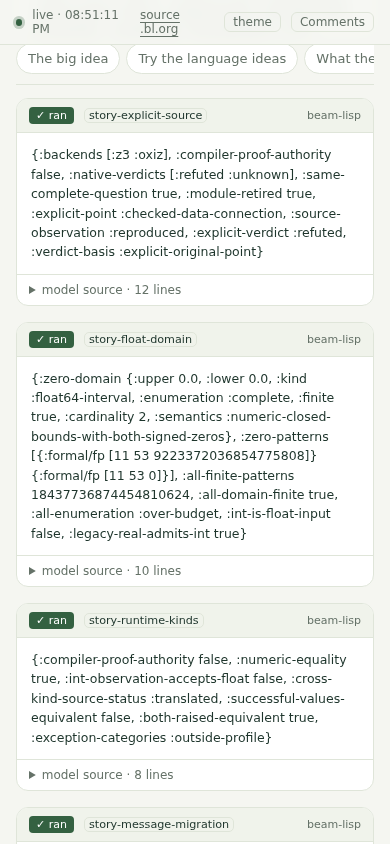 live · 08:51:11
PM
source
.bl.org
theme
Comments
The big idea
Try the language ideas
What the
✓ ran
story-explicit-source
beam-lisp
{:backends [:z3 :oxiz], :compiler-proof-authority
false, :native-verdicts [:refuted :unknown], :same-
complete-question true, :module-retired true,
:explicit-point :checked-data-connection, :source-
observation :reproduced, :explicit-verdict :refuted,
:verdict-basis :explicit-original-point}
▶ model source · 12 lines
✓ ran
story-float-domain
beam-lisp
{:zero-domain {:upper 0.0, :lower 0.0, :kind
:float64-interval, :enumeration :complete, :finite
true, :cardinality 2, :semantics :numeric-closed-
bounds-with-both-signed-zeros}, :zero-patterns
[{:formal/fp [11 53 9223372036854775808]}
{:formal/fp [11 53 0]}], :all-finite-patterns
18437736874454810624, :all-domain-finite true,
:all-enumeration :over-budget, :int-is-float-input
false, :legacy-real-admits-int true}
▶ model source · 10 lines
✓ ran
story-runtime-kinds
beam-lisp
{:compiler-proof-authority false, :numeric-equality
true, :int-observation-accepts-float false, :cross-
kind-source-status :translated, :successful-values-
equivalent false, :both-raised-equivalent true,
:exception-categories :outside-profile}
▶ model source · 8 lines
✓ ran
story-message-migration
beam-lisp